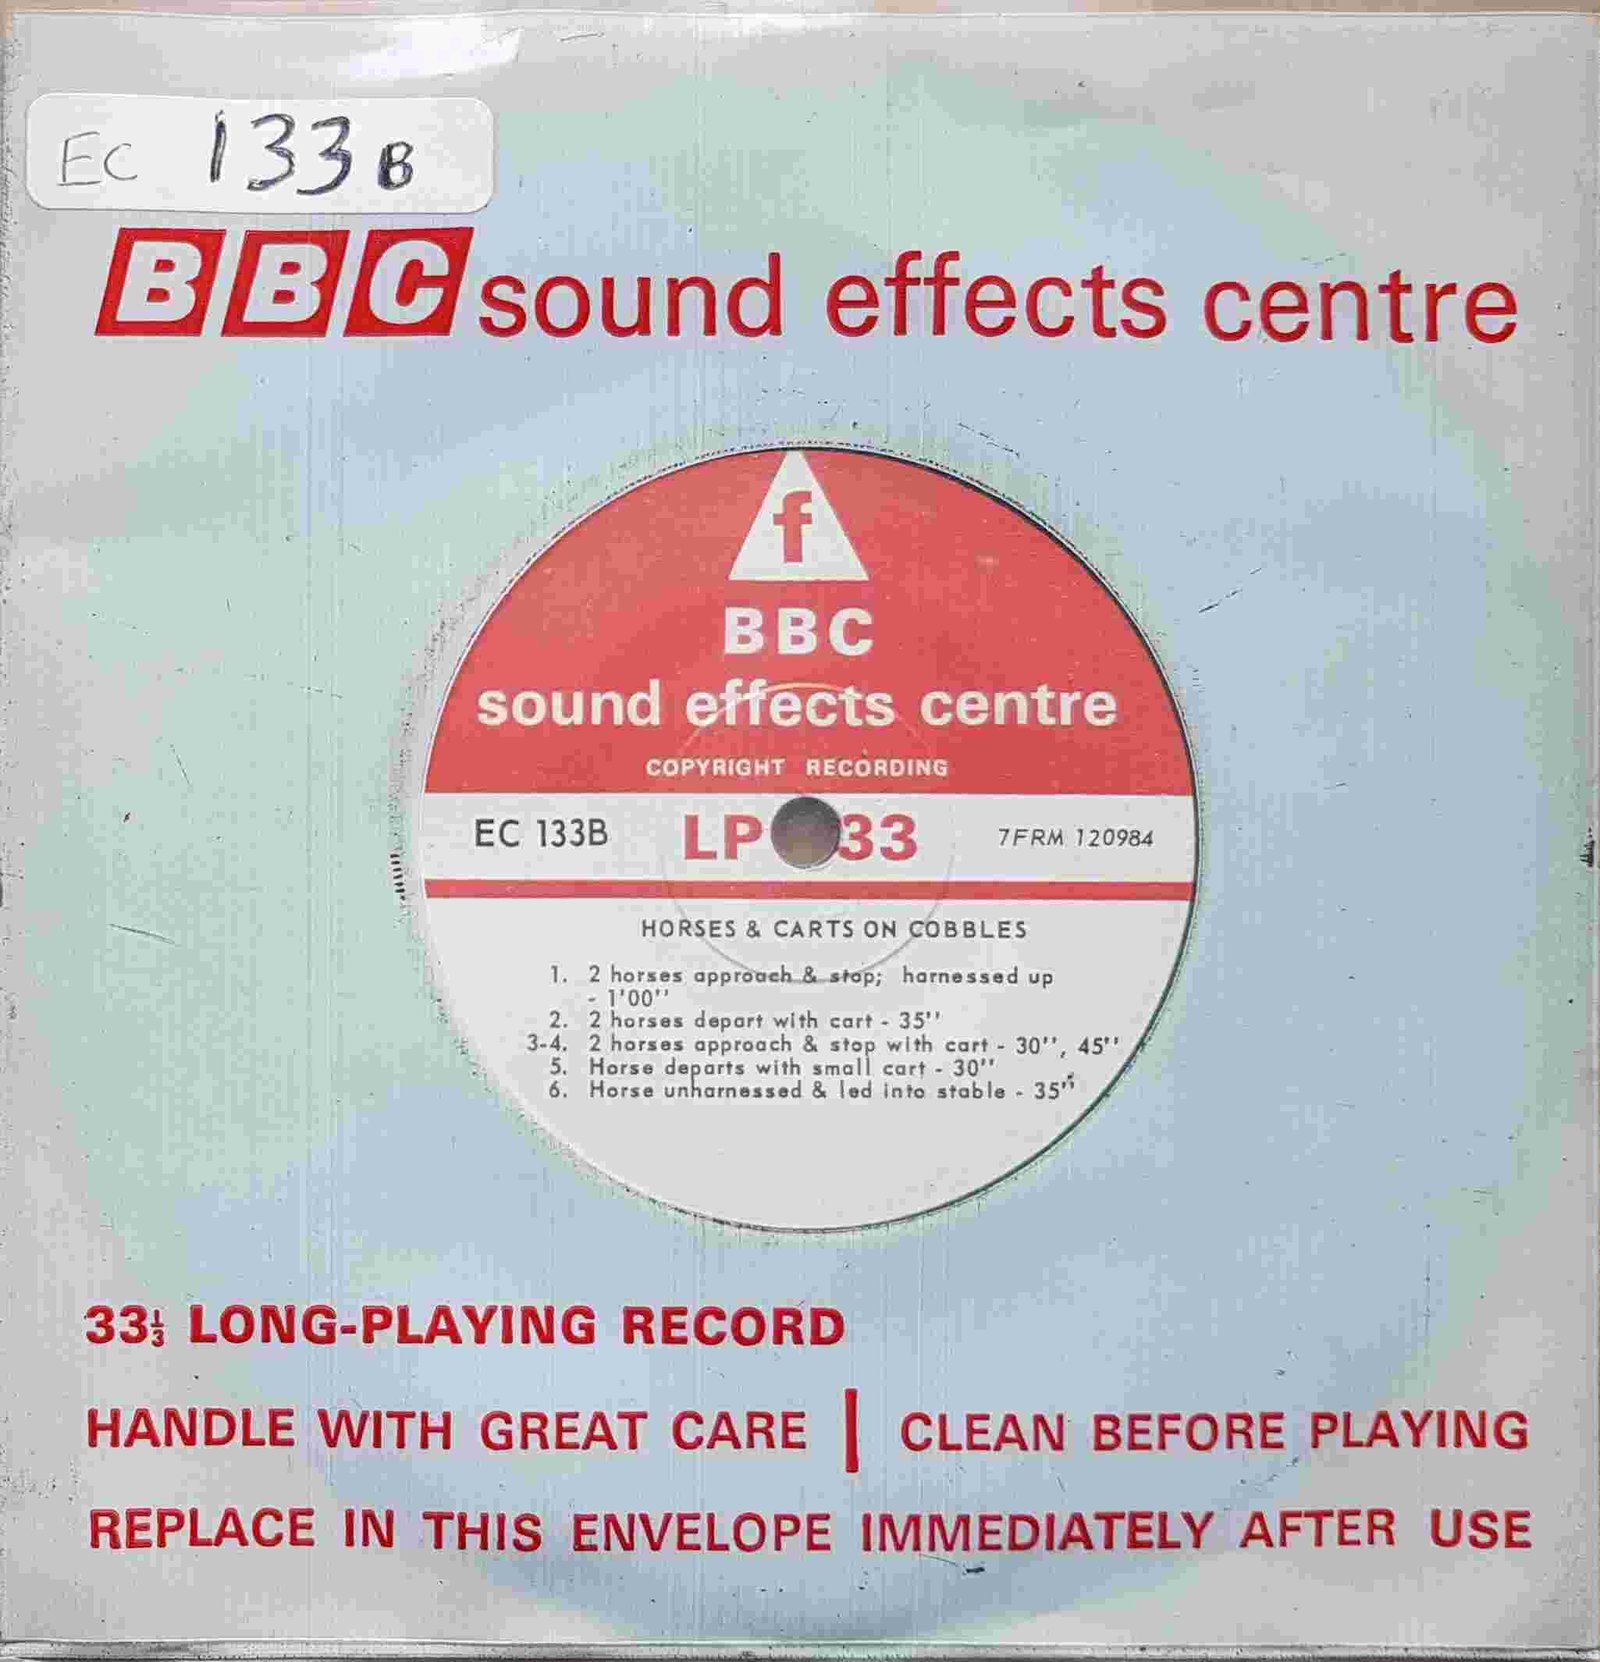 EC 133B
BBC sound effects centre
f
BBC
sound effects centre
COPYRIGHT RECORDING
EC 133B LP 33 7FRM 120984
HORSES & CARTS ON COBBLES
1. 2 horses approach & stop; harnessed up
- 1'00''
2. 2 horses depart with cart - 35''
3-4. 2 horses approach & stop with cart - 30'', 45''
5. Horse departs with small cart - 30''
6. Horse unharnessed & led into stable - 35''
33⅓ LONG-PLAYING RECORD
HANDLE WITH GREAT CARE | CLEAN BEFORE PLAYING
REPLACE IN THIS ENVELOPE IMMEDIATELY AFTER USE